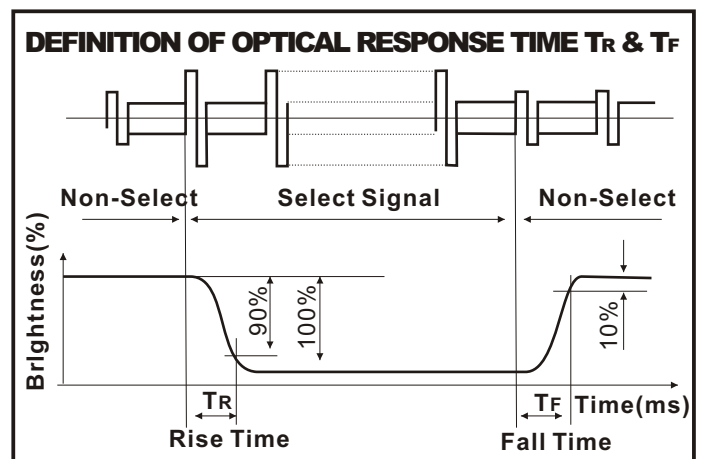 DEFINITION OF OPTICAL RESPONSE TIME TR & TF
Non-Select
Select Signal
Non-Select
BrIghtness(%)
90%
100%
10%
TR
TF
Time(ms)
Rise Time
Fall Time